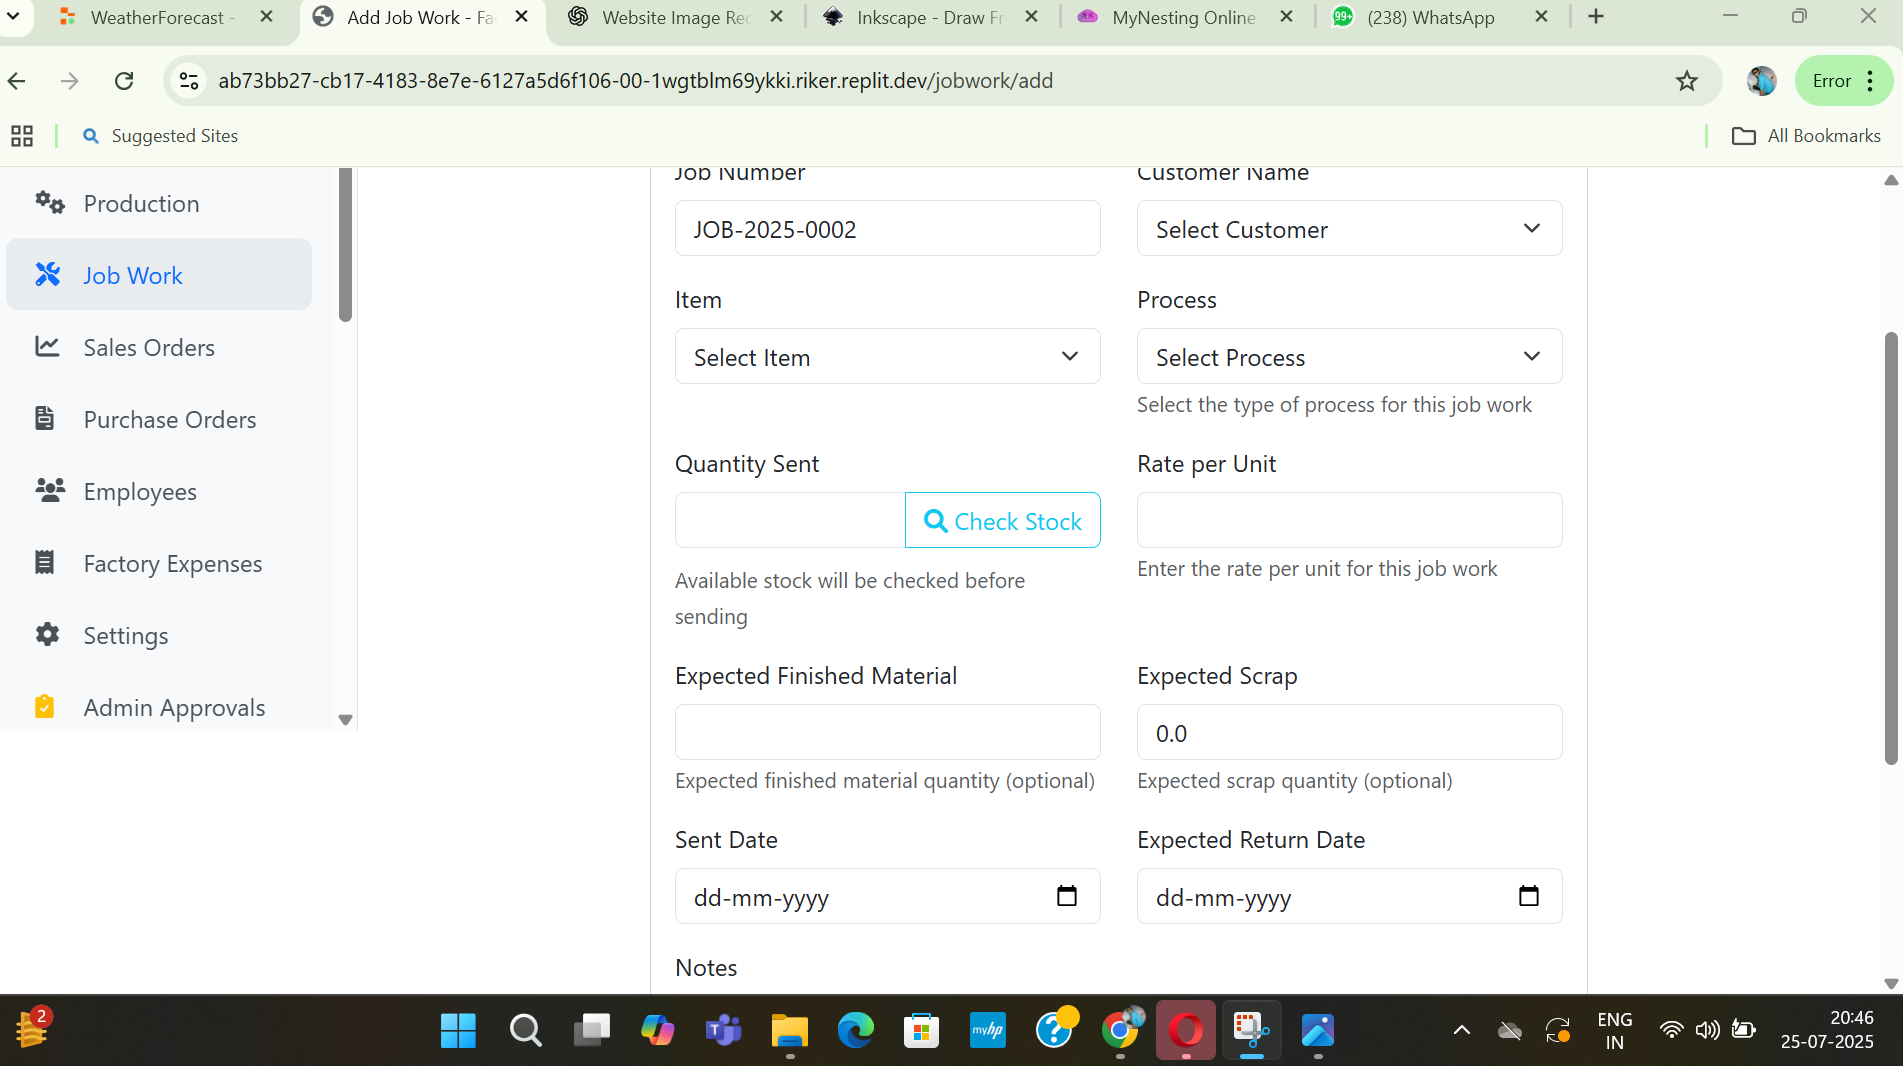 WeatherForecast -
Add Job Work - Fa
Website Image Rec
Inkscape - Draw Fr
MyNesting Online
99+
(238) WhatsApp
ab73bb27-cb17-4183-8e7e-6127a5d6f106-00-1wgtblm69ykki.riker.replit.dev/jobwork/add
Error
Suggested Sites
All Bookmarks
Production
Job Work
Sales Orders
Purchase Orders
Employees
Factory Expenses
Settings
Admin Approvals
Job Number
Customer Name
JOB-2025-0002
Select Customer
Item
Process
Select Item
Select Process
Select the type of process for this job work
Quantity Sent
Rate per Unit
Check Stock
Available stock will be checked before
sending
Enter the rate per unit for this job work
Expected Finished Material
Expected Scrap
0.0
Expected finished material quantity (optional)
Expected scrap quantity (optional)
Sent Date
Expected Return Date
dd-mm-yyyy
dd-mm-yyyy
Notes
2
myhp
ENG
IN
20:46
25-07-2025